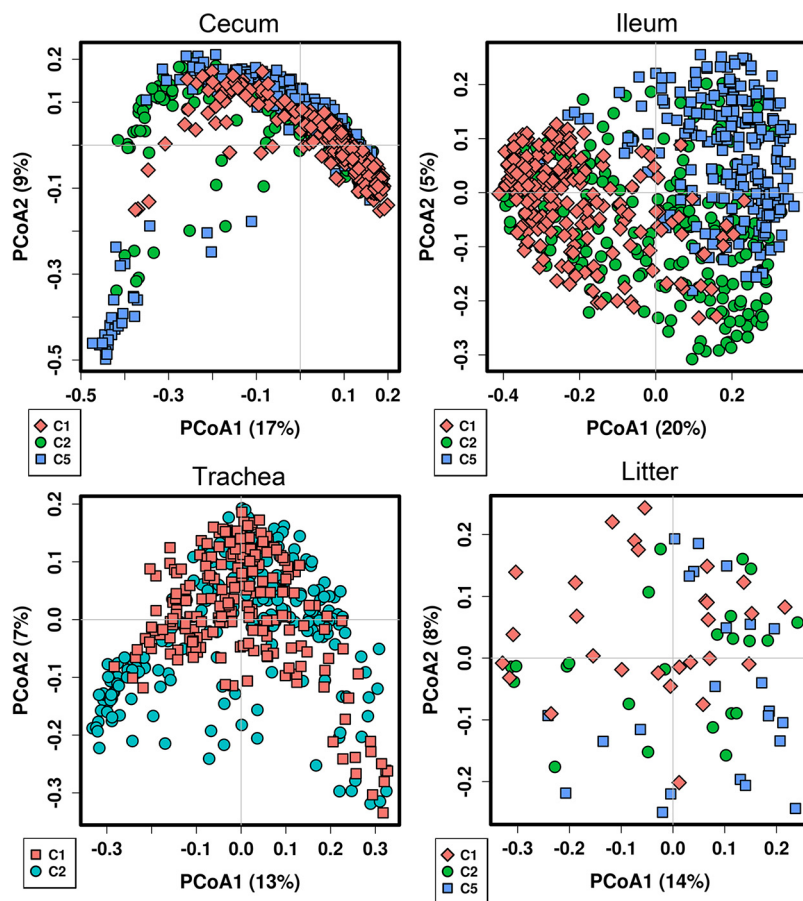 Cecum
PCoA2 (9%)
0.2
0.1
-0.1
-0.3
-0.5
-0.5
-0.3
-0.1
0.1
0.2
PCoA1 (17%)
C1
C2
C5
Ileum
PCoA2 (5%)
0.2
0.1
0.0
-0.1
-0.2
-0.3
-0.4
-0.2
0.0
0.2
PCoA1 (20%)
C1
C2
C5
Trachea
PCoA2 (7%)
0.2
0.1
0.0
-0.1
-0.2
-0.3
-0.3
-0.1
0.0
0.1
0.2
0.3
PCoA1 (13%)
C1
C2
Litter
PCoA2 (8%)
0.2
0.1
0.0
-0.1
-0.2
-0.3
-0.1
0.0
0.1
0.2
PCoA1 (14%)
C1
C2
C5